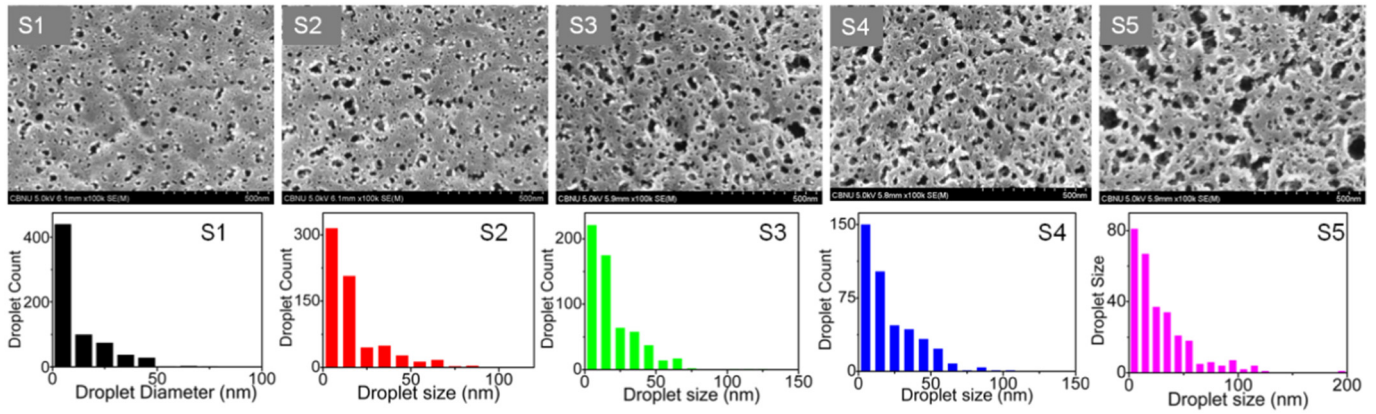 S1
S2
S3
S4
S5
CBNU 5.0kV 6.1mm x100k SE(M) 500nm
CBNU 5.0kV 6.1mm x100k SE(M) 500nm
CBNU 5.0kV 5.9mm x100k SE(M) 500nm
CBNU 5.0kV 5.8mm x100k SE(M) 500nm
CBNU 5.0kV 5.9mm x100k SE(M) 500nm
S1
Droplet Count
400
200
0
0 50 100
Droplet Diameter (nm)
S2
Droplet Count
300
150
0
0 50 100
Droplet size (nm)
S3
Droplet Count
200
100
0
0 50 100 150
Droplet size (nm)
S4
Droplet Count
150
75
0
0 50 100 150
Droplet size (nm)
S5
Droplet Size
80
40
0
0 100 200
Droplet size (nm)